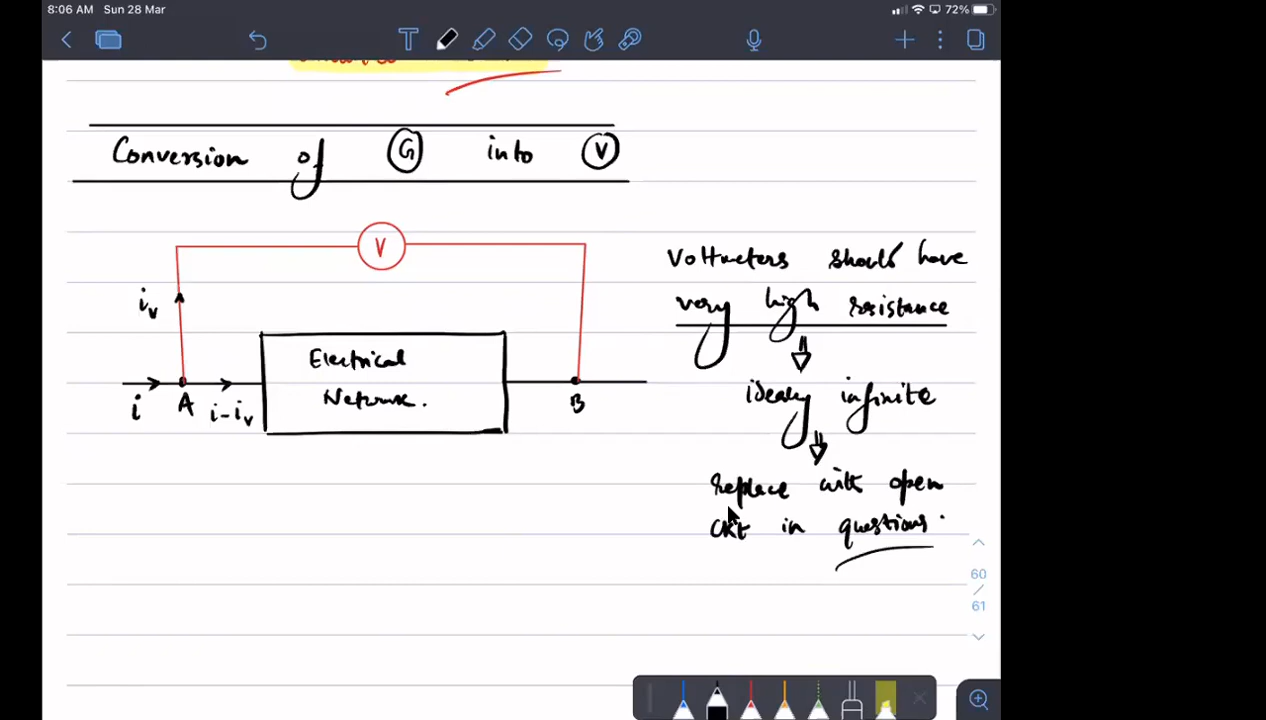 8:06 AM Sun 28 Mar
72%
T
Conversion of G into V
V
Voltmeters should have
very high resistance
iv
Electrical
Network.
i A i-iv B
idealy infinite
replace with open
ckt in questions.
60
/
61